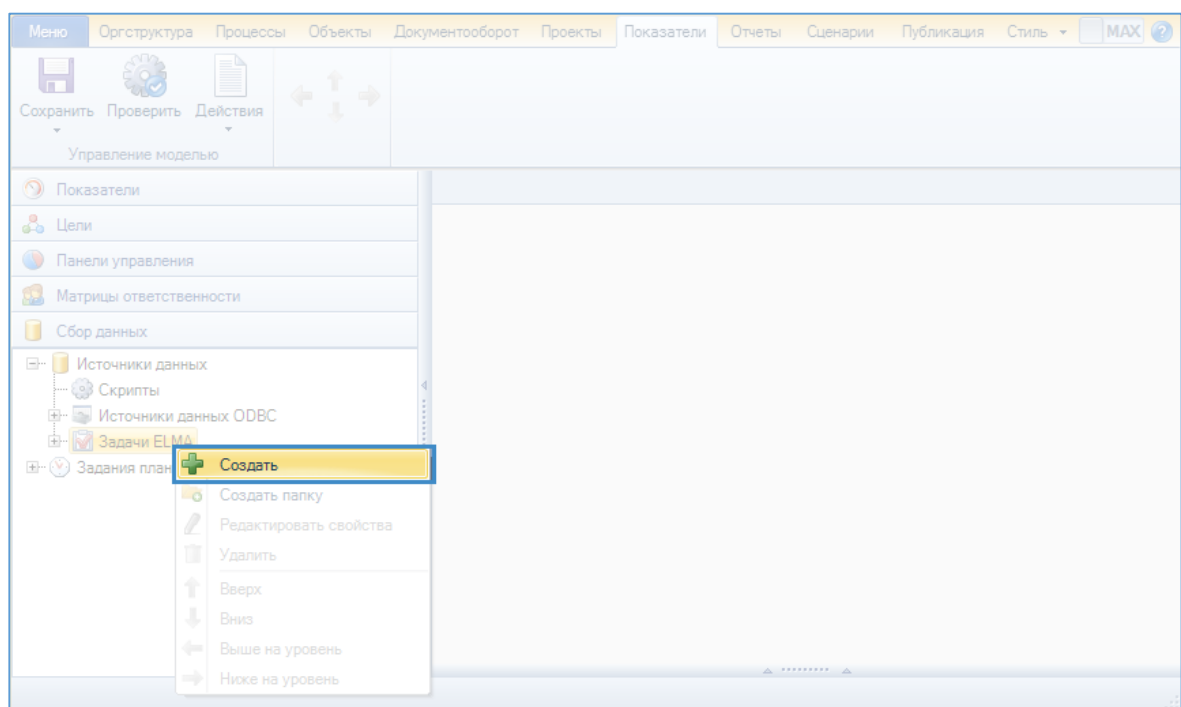 Меню Оргструктура Процессы Объекты Документооборот Проекты Показатели Отчеты Сценарии Публикация Стиль MAX ?
Сохранить Проверить Действия
Управление моделью
Показатели
Цели
Панели управления
Матрицы ответственности
Сбор данных
Источники данных
Скрипты
Источники данных ODBC
Задачи ELMA
Задания план
Создать
Создать папку
Редактировать свойства
Удалить
Вверх
Вниз
Выше на уровень
Ниже на уровень